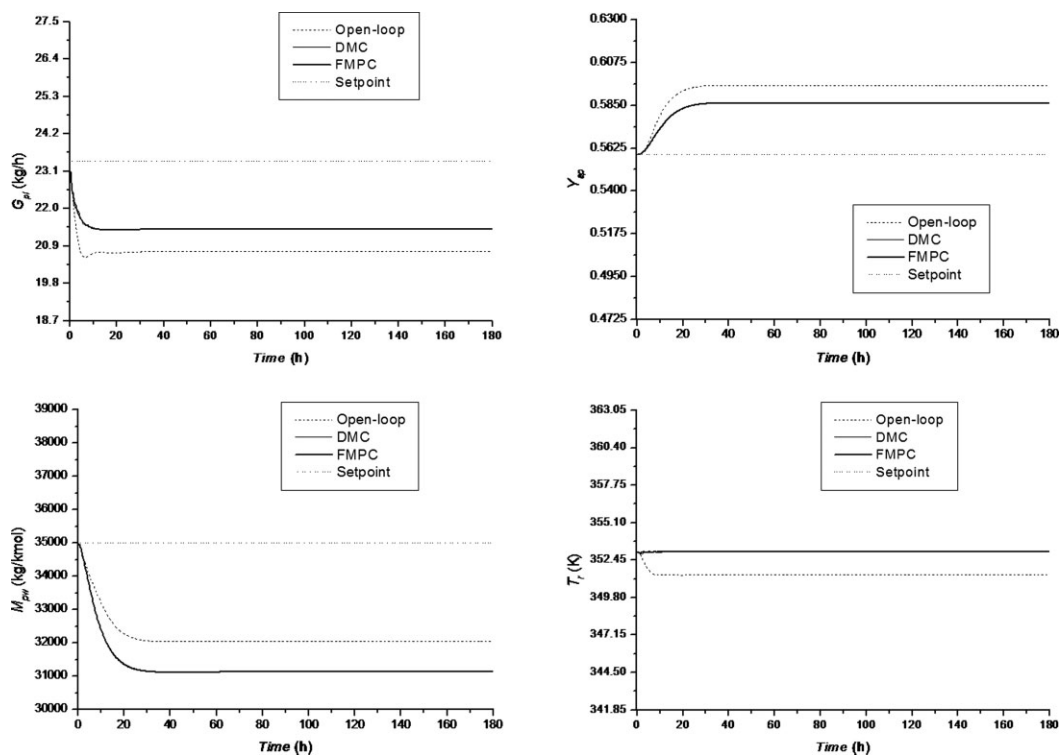 27.5
26.4
25.3
24.2
23.1
22.0
20.9
19.8
18.7
G_pi (kg/h)
0 20 40 60 80 100 120 140 160 180
Time (h)
Open-loop
DMC
FMPC
Setpoint
0.6300
0.6075
0.5850
0.5625
0.5400
0.5175
0.4950
0.4725
Y_ap
0 20 40 60 80 100 120 140 160 180
Time (h)
Open-loop
DMC
FMPC
Setpoint
39000
38000
37000
36000
35000
34000
33000
32000
31000
30000
M_pw (kg/kmol)
0 20 40 60 80 100 120 140 160 180
Time (h)
Open-loop
DMC
FMPC
Setpoint
363.05
360.40
357.75
355.10
352.45
349.80
347.15
344.50
341.85
T_r (K)
0 20 40 60 80 100 120 140 160 180
Time (h)
Open-loop
DMC
FMPC
Setpoint